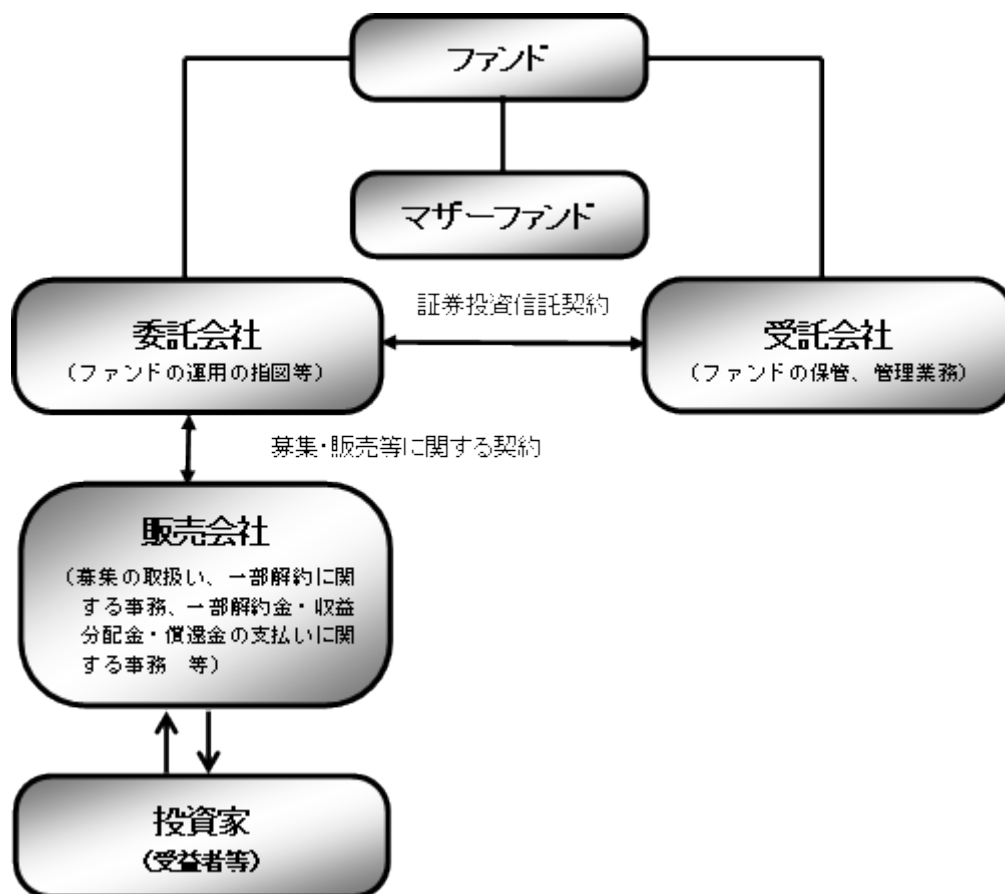 ファンド
マザーファンド
証券投資信託契約
委託会社
（ファンドの運用の指図等）
受託会社
（ファンドの保管、管理業務）
募集・販売等に関する契約
販売会社
（募集の取扱い、一部解約に関
する事務、一部解約金・収益
分配金・償還金の支払いに関
する事務　等）
投資家
（受益者等）